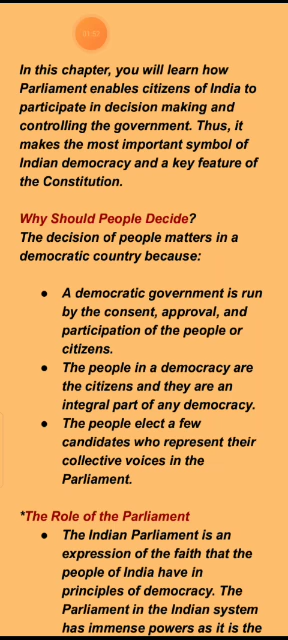 In this chapter, you will learn how
Parliament enables citizens of India to
participate in decision making and
controlling the government. Thus, it
makes the most important symbol of
Indian democracy and a key feature of
the Constitution.
Why Should People Decide?
The decision of people matters in a
democratic country because:
● A democratic government is run
by the consent, approval, and
participation of the people or
citizens.
● The people in a democracy are
the citizens and they are an
integral part of any democracy.
● The people elect a few
candidates who represent their
collective voices in the
Parliament.
*The Role of the Parliament
● The Indian Parliament is an
expression of the faith that the
people of India have in
principles of democracy. The
Parliament in the Indian system
has immense powers as it is the